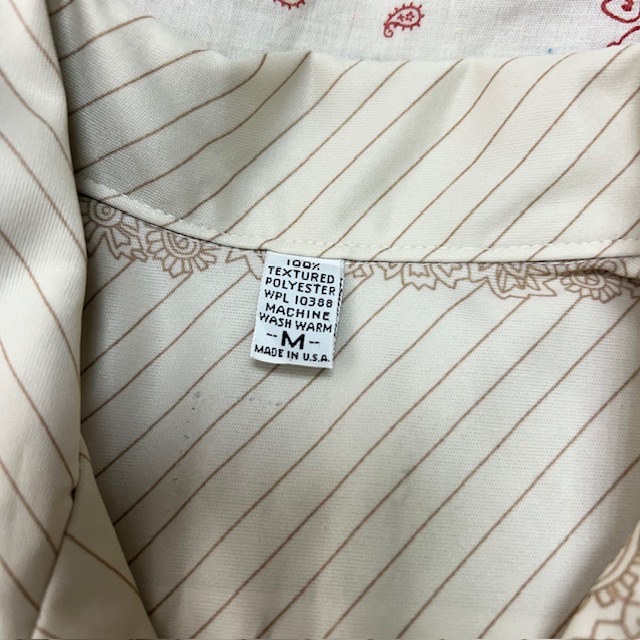 100%
TEXTURED
POLYESTER
WPL 10388
MACHINE
WASH WARM
-M-
MADE IN U.S.A.